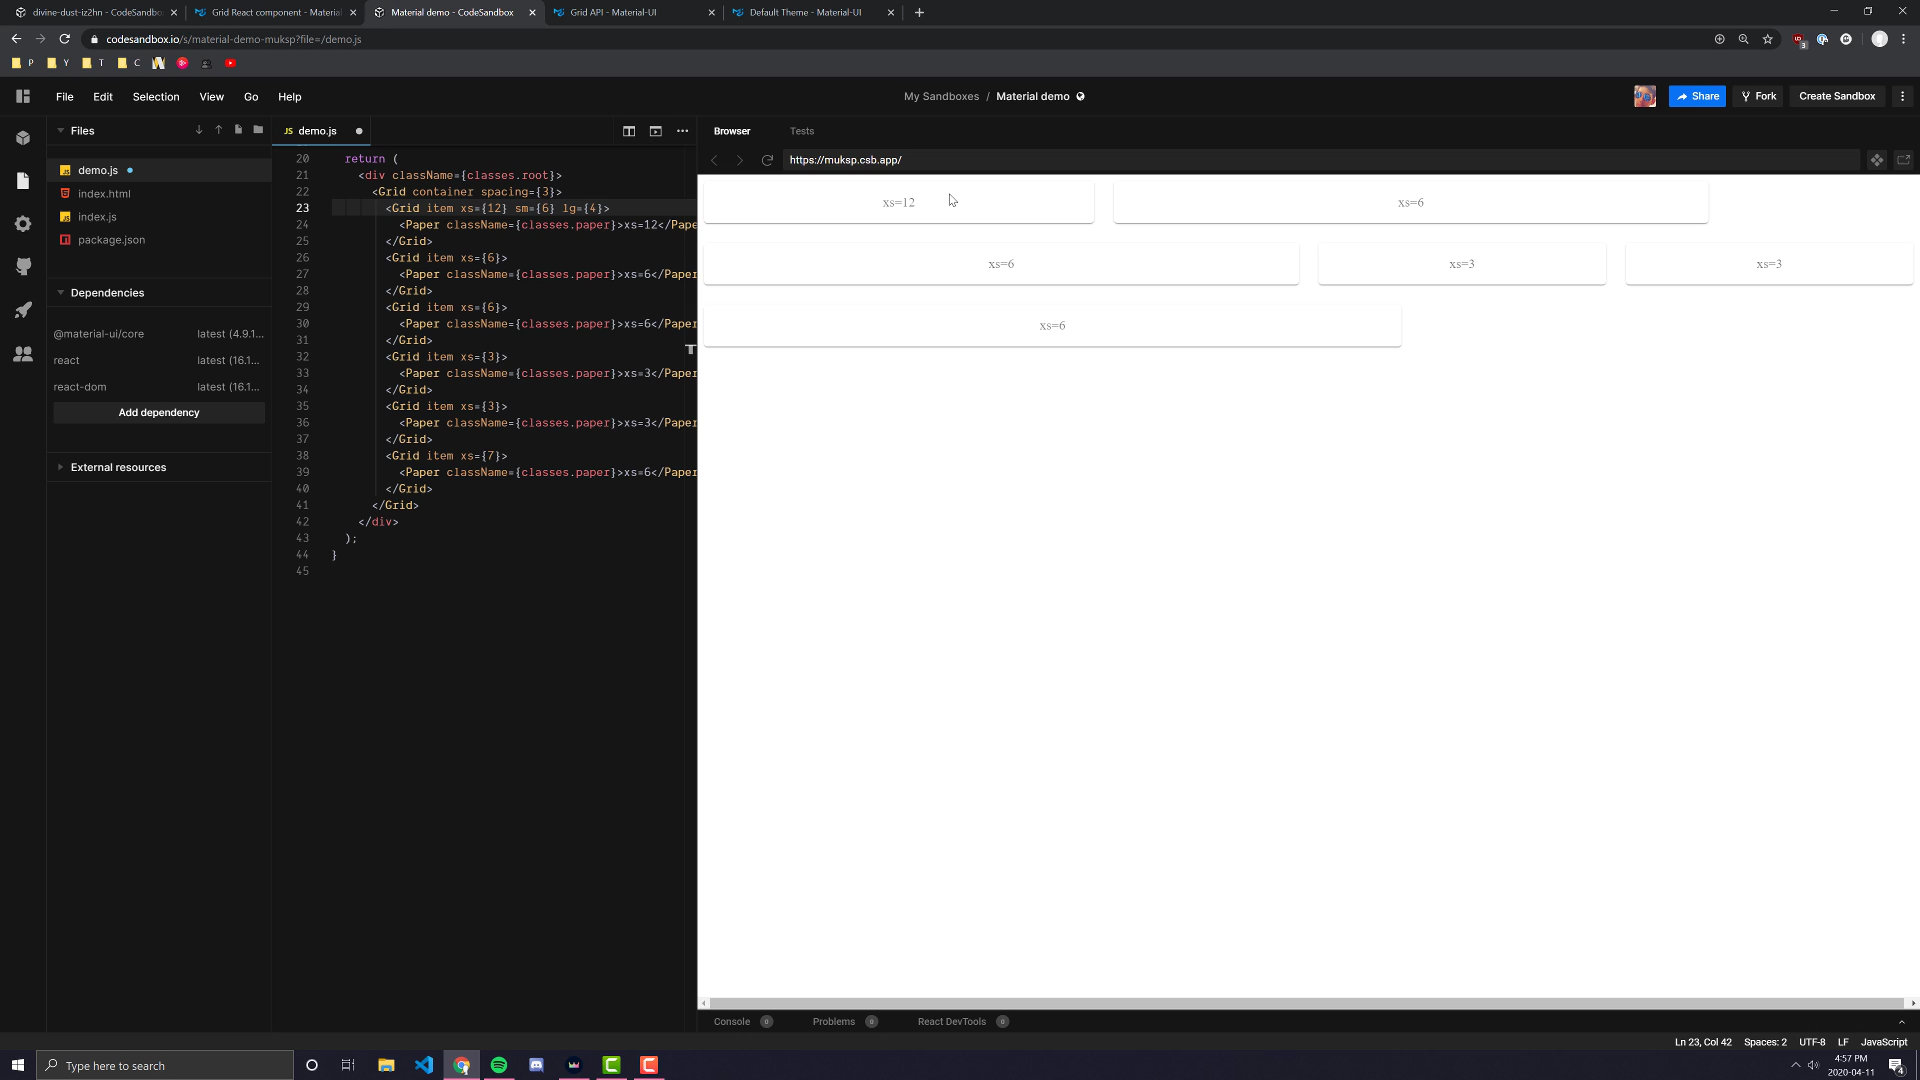 divine-dust-iz2hn - CodeSandbo
Grid React component - Material
Material demo - CodeSandbox
Grid API - Material-UI
Default Theme - Material-UI
codesandbox.io/s/material-demo-muksp?file=/demo.js
P
Y
T
C
3
File
Edit
Selection
View
Go
Help
My Sandboxes / Material demo
Share
Fork
Create Sandbox
Files
demo.js
index.html
index.js
package.json
Dependencies
@material-ui/core latest (4.9.1...
react latest (16.1...
react-dom latest (16.1...
Add dependency
External resources
JS demo.js
20 return (
21 <div className={classes.root}>
22 <Grid container spacing={3}>
23 <Grid item xs={12} sm={6} lg={4}>
24 <Paper className={classes.paper}>xs=12</Pape
25 </Grid>
26 <Grid item xs={6}>
27 <Paper className={classes.paper}>xs=6</Paper
28 </Grid>
29 <Grid item xs={6}>
30 <Paper className={classes.paper}>xs=6</Paper
31 </Grid>
32 <Grid item xs={3}>
33 <Paper className={classes.paper}>xs=3</Paper
34 </Grid>
35 <Grid item xs={3}>
36 <Paper className={classes.paper}>xs=3</Paper
37 </Grid>
38 <Grid item xs={7}>
39 <Paper className={classes.paper}>xs=6</Paper
40 </Grid>
41 </Grid>
42 </div>
43 );
44 }
45
Browser
Tests
https://muksp.csb.app/
xs=12
xs=6
xs=6
xs=3
xs=3
xs=6
Console 0
Problems 0
React DevTools 0
Ln 23, Col 42
Spaces: 2
UTF-8
LF
JavaScript
Type here to search
4:57 PM
2020-04-11
4